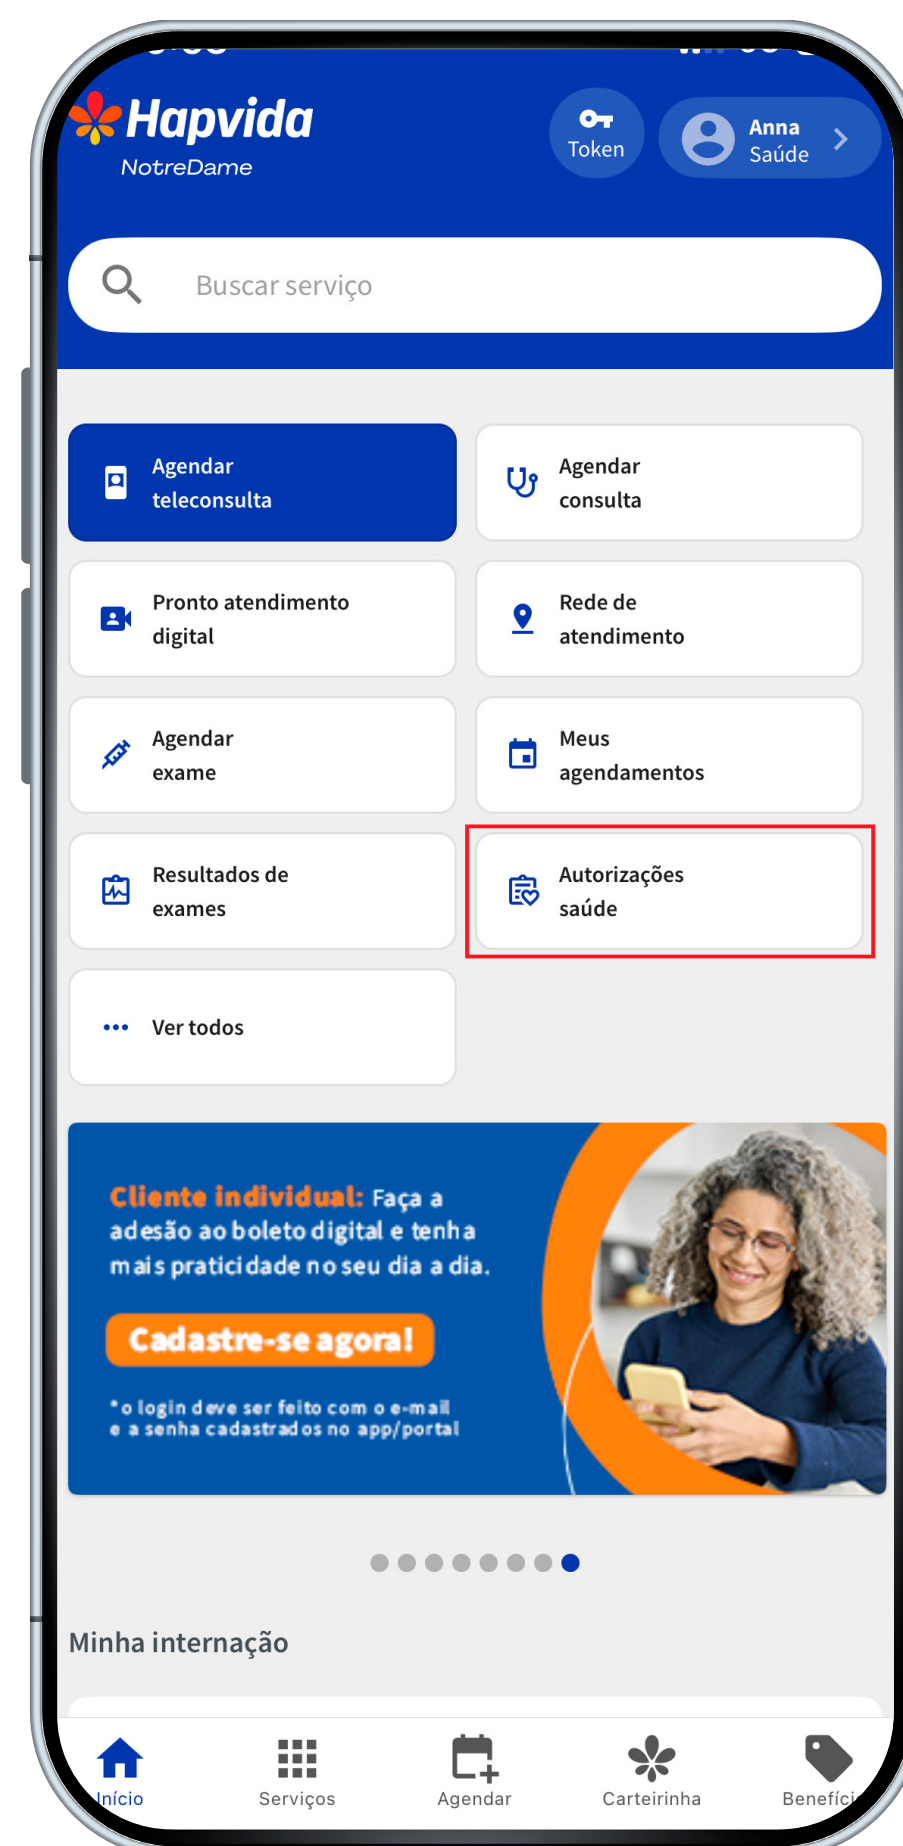 Hapvida
NotreDame
Token
Anna
Saúde
Buscar serviço
Agendar
teleconsulta
Agendar
consulta
Pronto atendimento
digital
Rede de
atendimento
Agendar
exame
Meus
agendamentos
Resultados de
exames
Autorizações
saúde
Ver todos
Cliente individual: Faça a
adesão ao boleto digital e tenha
mais praticidade no seu dia a dia.
Cadastre-se agora!
*o login deve ser feito com o e-mail
e a senha cadastrados no app/portal
Minha internação
Início
Serviços
Agendar
Carteirinha